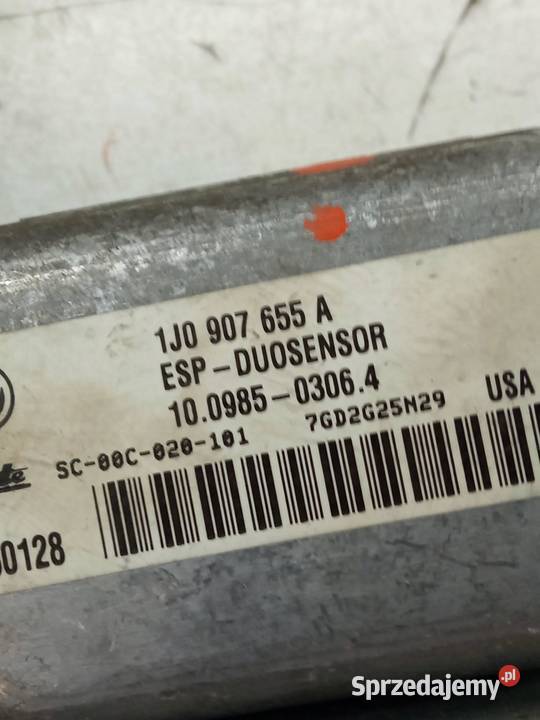 1J0 907 655 A
ESP-DUOSENSOR
10.0985-0306.4
USA
SC-00C-020-101 7GD2G25N29
0128
Sprzedajemy.pl